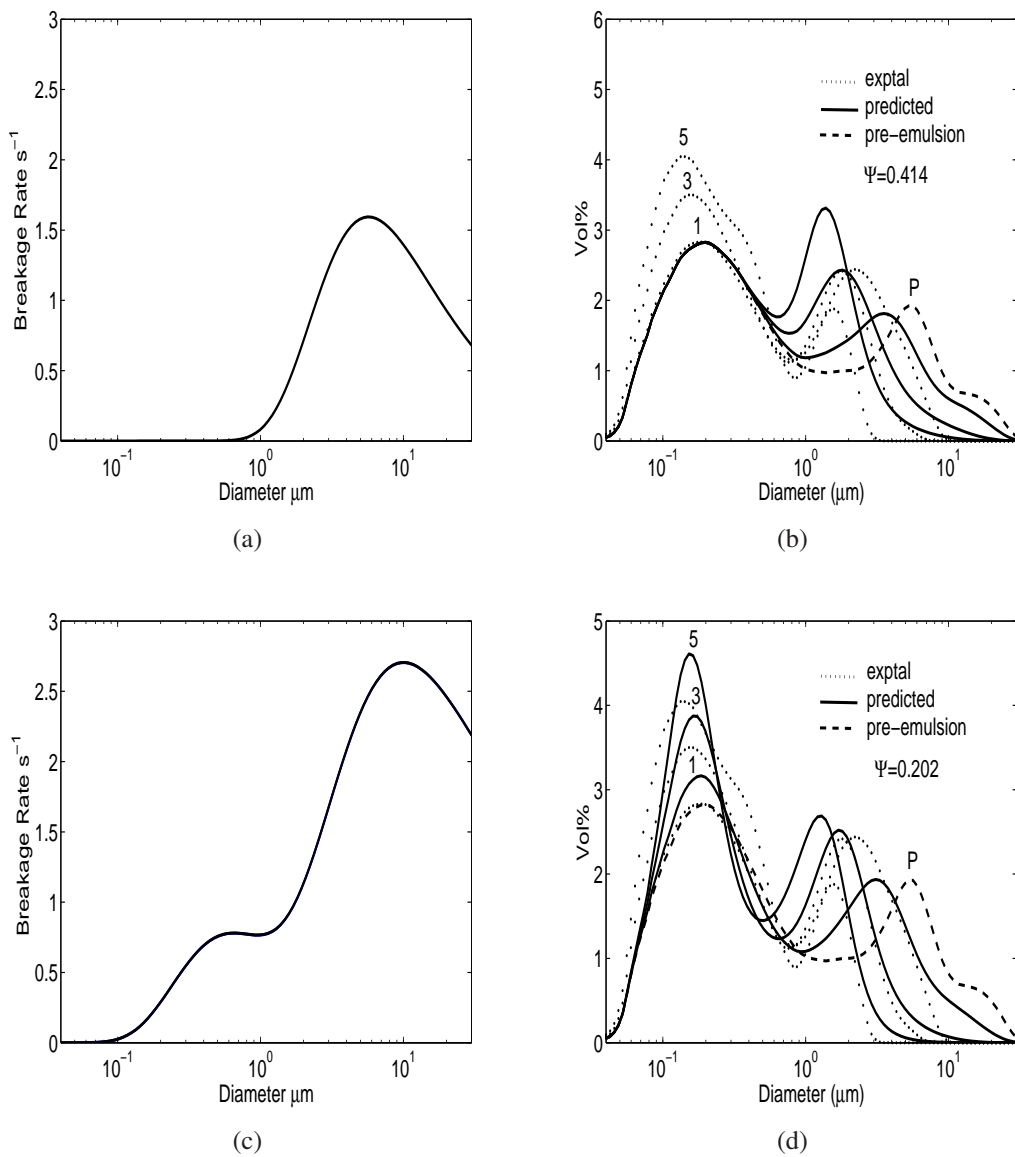 3
2.5
2
1.5
1
0.5
0
Breakage Rate s⁻¹
10⁻¹
10⁰
10¹
Diameter μm
(a)
6
5
4
3
2
1
0
Vol%
exptal
predicted
pre−emulsion
Ψ=0.414
5
3
1
P
10⁻¹
10⁰
10¹
Diameter (μm)
(b)
3
2.5
2
1.5
1
0.5
0
Breakage Rate s⁻¹
10⁻¹
10⁰
10¹
Diameter μm
(c)
5
4
3
2
1
0
Vol%
exptal
predicted
pre−emulsion
Ψ=0.202
5
3
1
P
10⁻¹
10⁰
10¹
Diameter (μm)
(d)